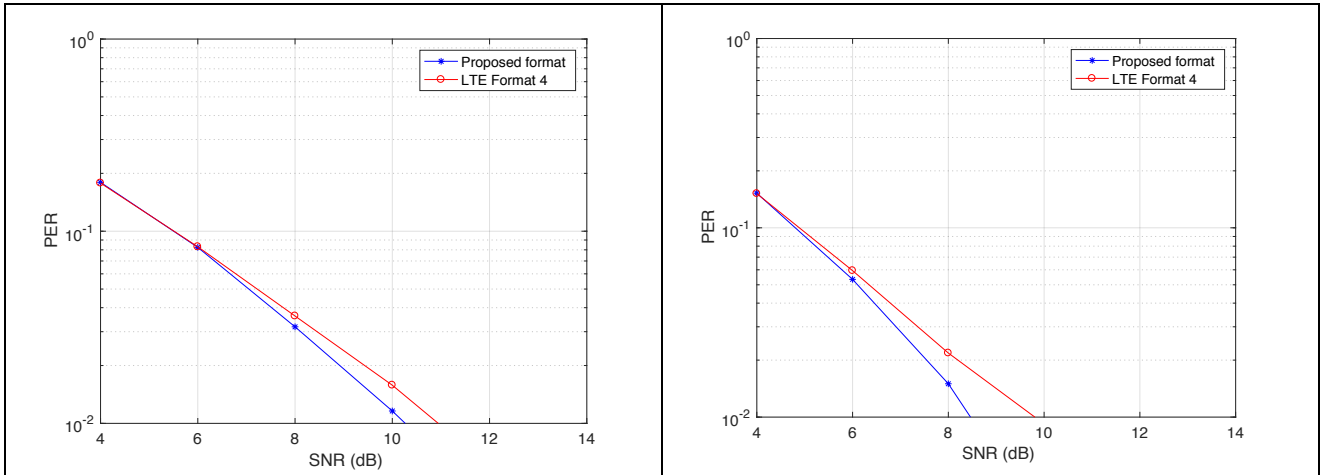 10^0
10^-1
10^-2
PER
4 6 8 10 12 14
SNR (dB)
Proposed format
LTE Format 4
10^0
10^-1
10^-2
PER
4 6 8 10 12 14
SNR (dB)
Proposed format
LTE Format 4